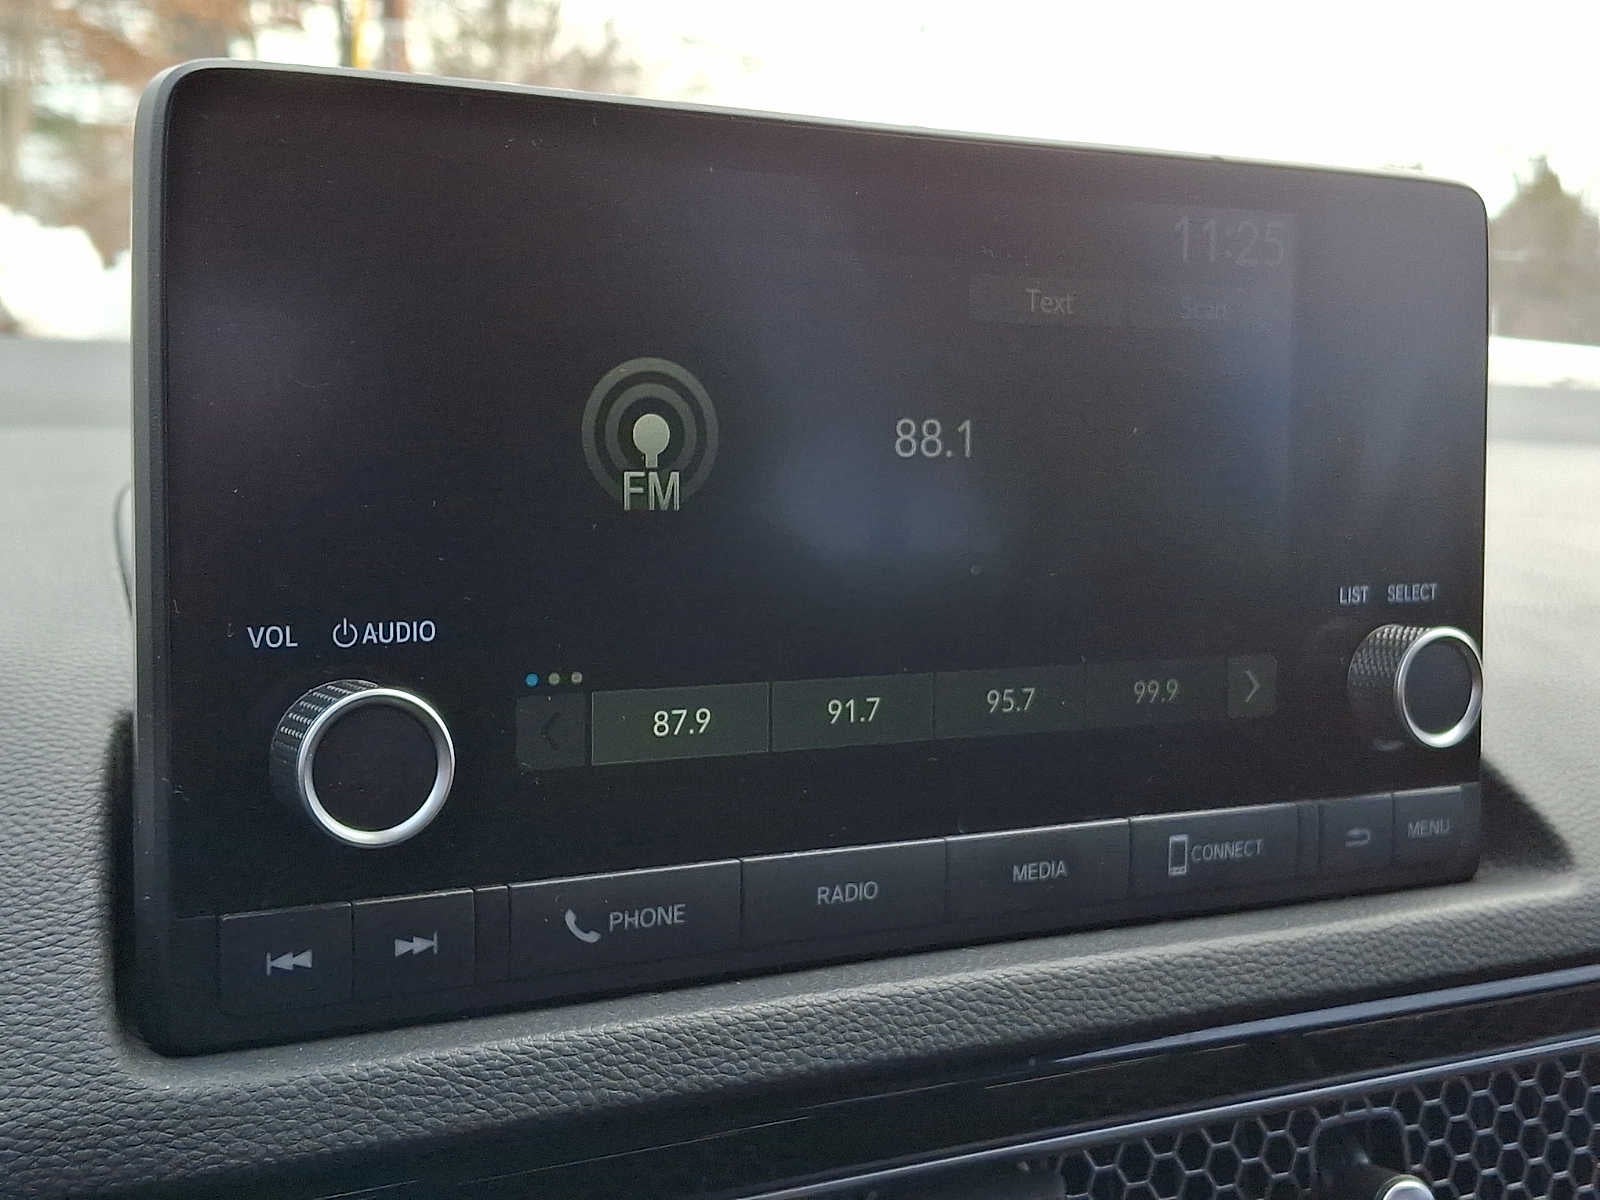 11:25
Text Scan
88.1
FM
LIST SELECT
VOL AUDIO
87.9 91.7 95.7 99.9
PHONE RADIO MEDIA CONNECT MENU